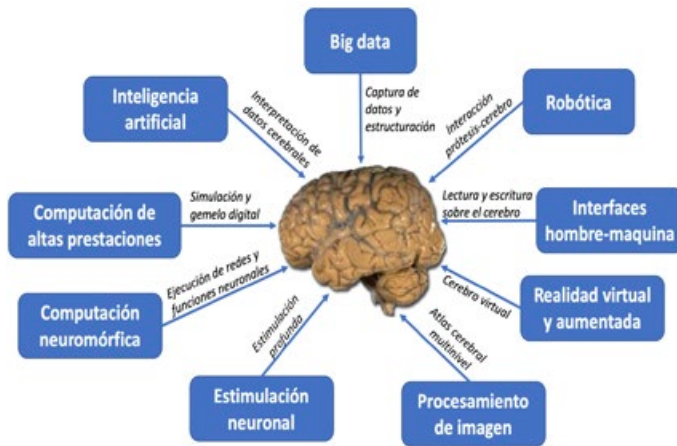 Big data
Captura de
datos y
estructuración
Inteligencia
artificial
Interpretación de
datos cerebrales
Robótica
Interacción
prótesis-cerebro
Computación de
altas prestaciones
Simulación y
gemelo digital
Lectura y escritura
sobre el cerebro
Interfaces
hombre-maquina
Computación
neuromórfica
Ejecución de redes y
funciones neuronales
Cerebro virtual
Realidad virtual
y aumentada
Estimulación
neuronal
Estimulación
profunda
Atlas cerebral
multinivel
Procesamiento
de imagen